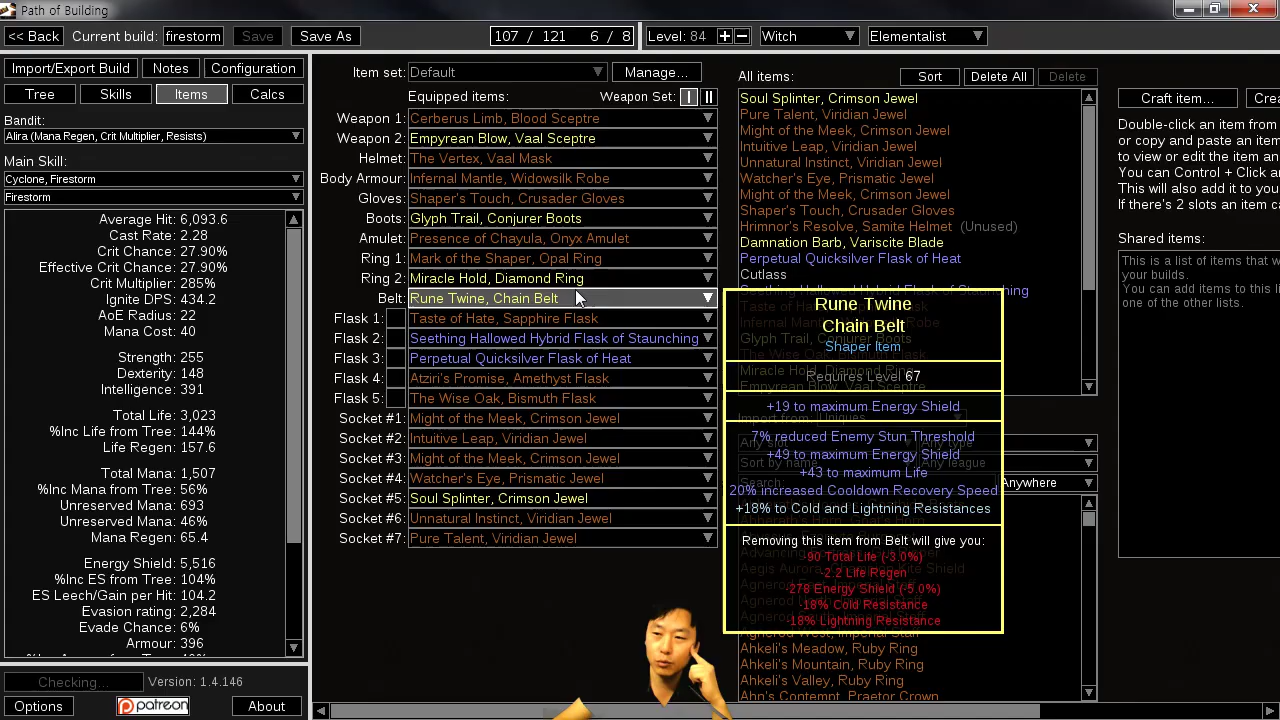 Path of Building
<< Back
Current build:
firestorm
Save
Save As
107 / 121 6 / 8
Level: 84
+
-
Witch
Elementalist
Import/Export Build
Notes
Configuration
Tree
Skills
Items
Calcs
Bandit:
Alira (Mana Regen, Crit Multiplier, Resists)
Main Skill:
Cyclone, Firestorm
Firestorm
Average Hit: 6,093.6
Cast Rate: 2.28
Crit Chance: 27.90%
Effective Crit Chance: 27.90%
Crit Multiplier: 285%
Ignite DPS: 434.2
AoE Radius: 22
Mana Cost: 40
Strength: 255
Dexterity: 148
Intelligence: 391
Total Life: 3,023
%Inc Life from Tree: 144%
Life Regen: 157.6
Total Mana: 1,507
%Inc Mana from Tree: 56%
Unreserved Mana: 693
Unreserved Mana: 46%
Mana Regen: 65.4
Energy Shield: 5,516
%Inc ES from Tree: 104%
ES Leech/Gain per Hit: 104.2
Evasion rating: 2,284
Evade Chance: 6%
Armour: 396
Checking...
Version: 1.4.146
Options
patreon
About
Item set:
Default
Manage...
Equipped items:
Weapon Set:
I
II
Weapon 1: Cerberus Limb, Blood Sceptre
Weapon 2: Empyrean Blow, Vaal Sceptre
Helmet: The Vertex, Vaal Mask
Body Armour: Infernal Mantle, Widowsilk Robe
Gloves: Shaper's Touch, Crusader Gloves
Boots: Glyph Trail, Conjurer Boots
Amulet: Presence of Chayula, Onyx Amulet
Ring 1: Mark of the Shaper, Opal Ring
Ring 2: Miracle Hold, Diamond Ring
Belt: Rune Twine, Chain Belt
Flask 1: Taste of Hate, Sapphire Flask
Flask 2: Seething Hallowed Hybrid Flask of Staunching
Flask 3: Perpetual Quicksilver Flask of Heat
Flask 4: Atziri's Promise, Amethyst Flask
Flask 5: The Wise Oak, Bismuth Flask
Socket #1: Might of the Meek, Crimson Jewel
Socket #2: Intuitive Leap, Viridian Jewel
Socket #3: Might of the Meek, Crimson Jewel
Socket #4: Watcher's Eye, Prismatic Jewel
Socket #5: Soul Splinter, Crimson Jewel
Socket #6: Unnatural Instinct, Viridian Jewel
Socket #7: Pure Talent, Viridian Jewel
All items:
Sort
Delete All
Delete
Soul Splinter, Crimson Jewel
Pure Talent, Viridian Jewel
Might of the Meek, Crimson Jewel
Intuitive Leap, Viridian Jewel
Unnatural Instinct, Viridian Jewel
Watcher's Eye, Prismatic Jewel
Might of the Meek, Crimson Jewel
Shaper's Touch, Crusader Gloves
Hrimnor's Resolve, Samite Helmet (Unused)
Damnation Barb, Variscite Blade
Perpetual Quicksilver Flask of Heat
Cutlass
Seething Hallowed Hybrid Flask of Staunching
Rune Twine
Chain Belt
Shaper Item
Requires Level 67
+19 to maximum Energy Shield
7% reduced Enemy Stun Threshold
+49 to maximum Energy Shield
+43 to maximum Life
20% increased Cooldown Recovery Speed
+18% to Cold and Lightning Resistances
Removing this item from Belt will give you:
-90 Total Life (-3.0%)
-2.2 Life Regen
-278 Energy Shield (-5.0%)
-18% Cold Resistance
-18% Lightning Resistance
Anywhere
Agnerod West, Imperial Staff
Ahkeli's Meadow, Ruby Ring
Ahkeli's Mountain, Ruby Ring
Ahkeli's Valley, Ruby Ring
Ahn's Contempt, Praetor Crown
Craft item...
Crea
Double-click an item from
or copy and paste an item
to view or edit the item an
You can Control + Click an
This will also add it to you
If there's 2 slots an item ca
Shared items:
This is a list of items that w
your builds.
You can add items to this li
one of the other lists.